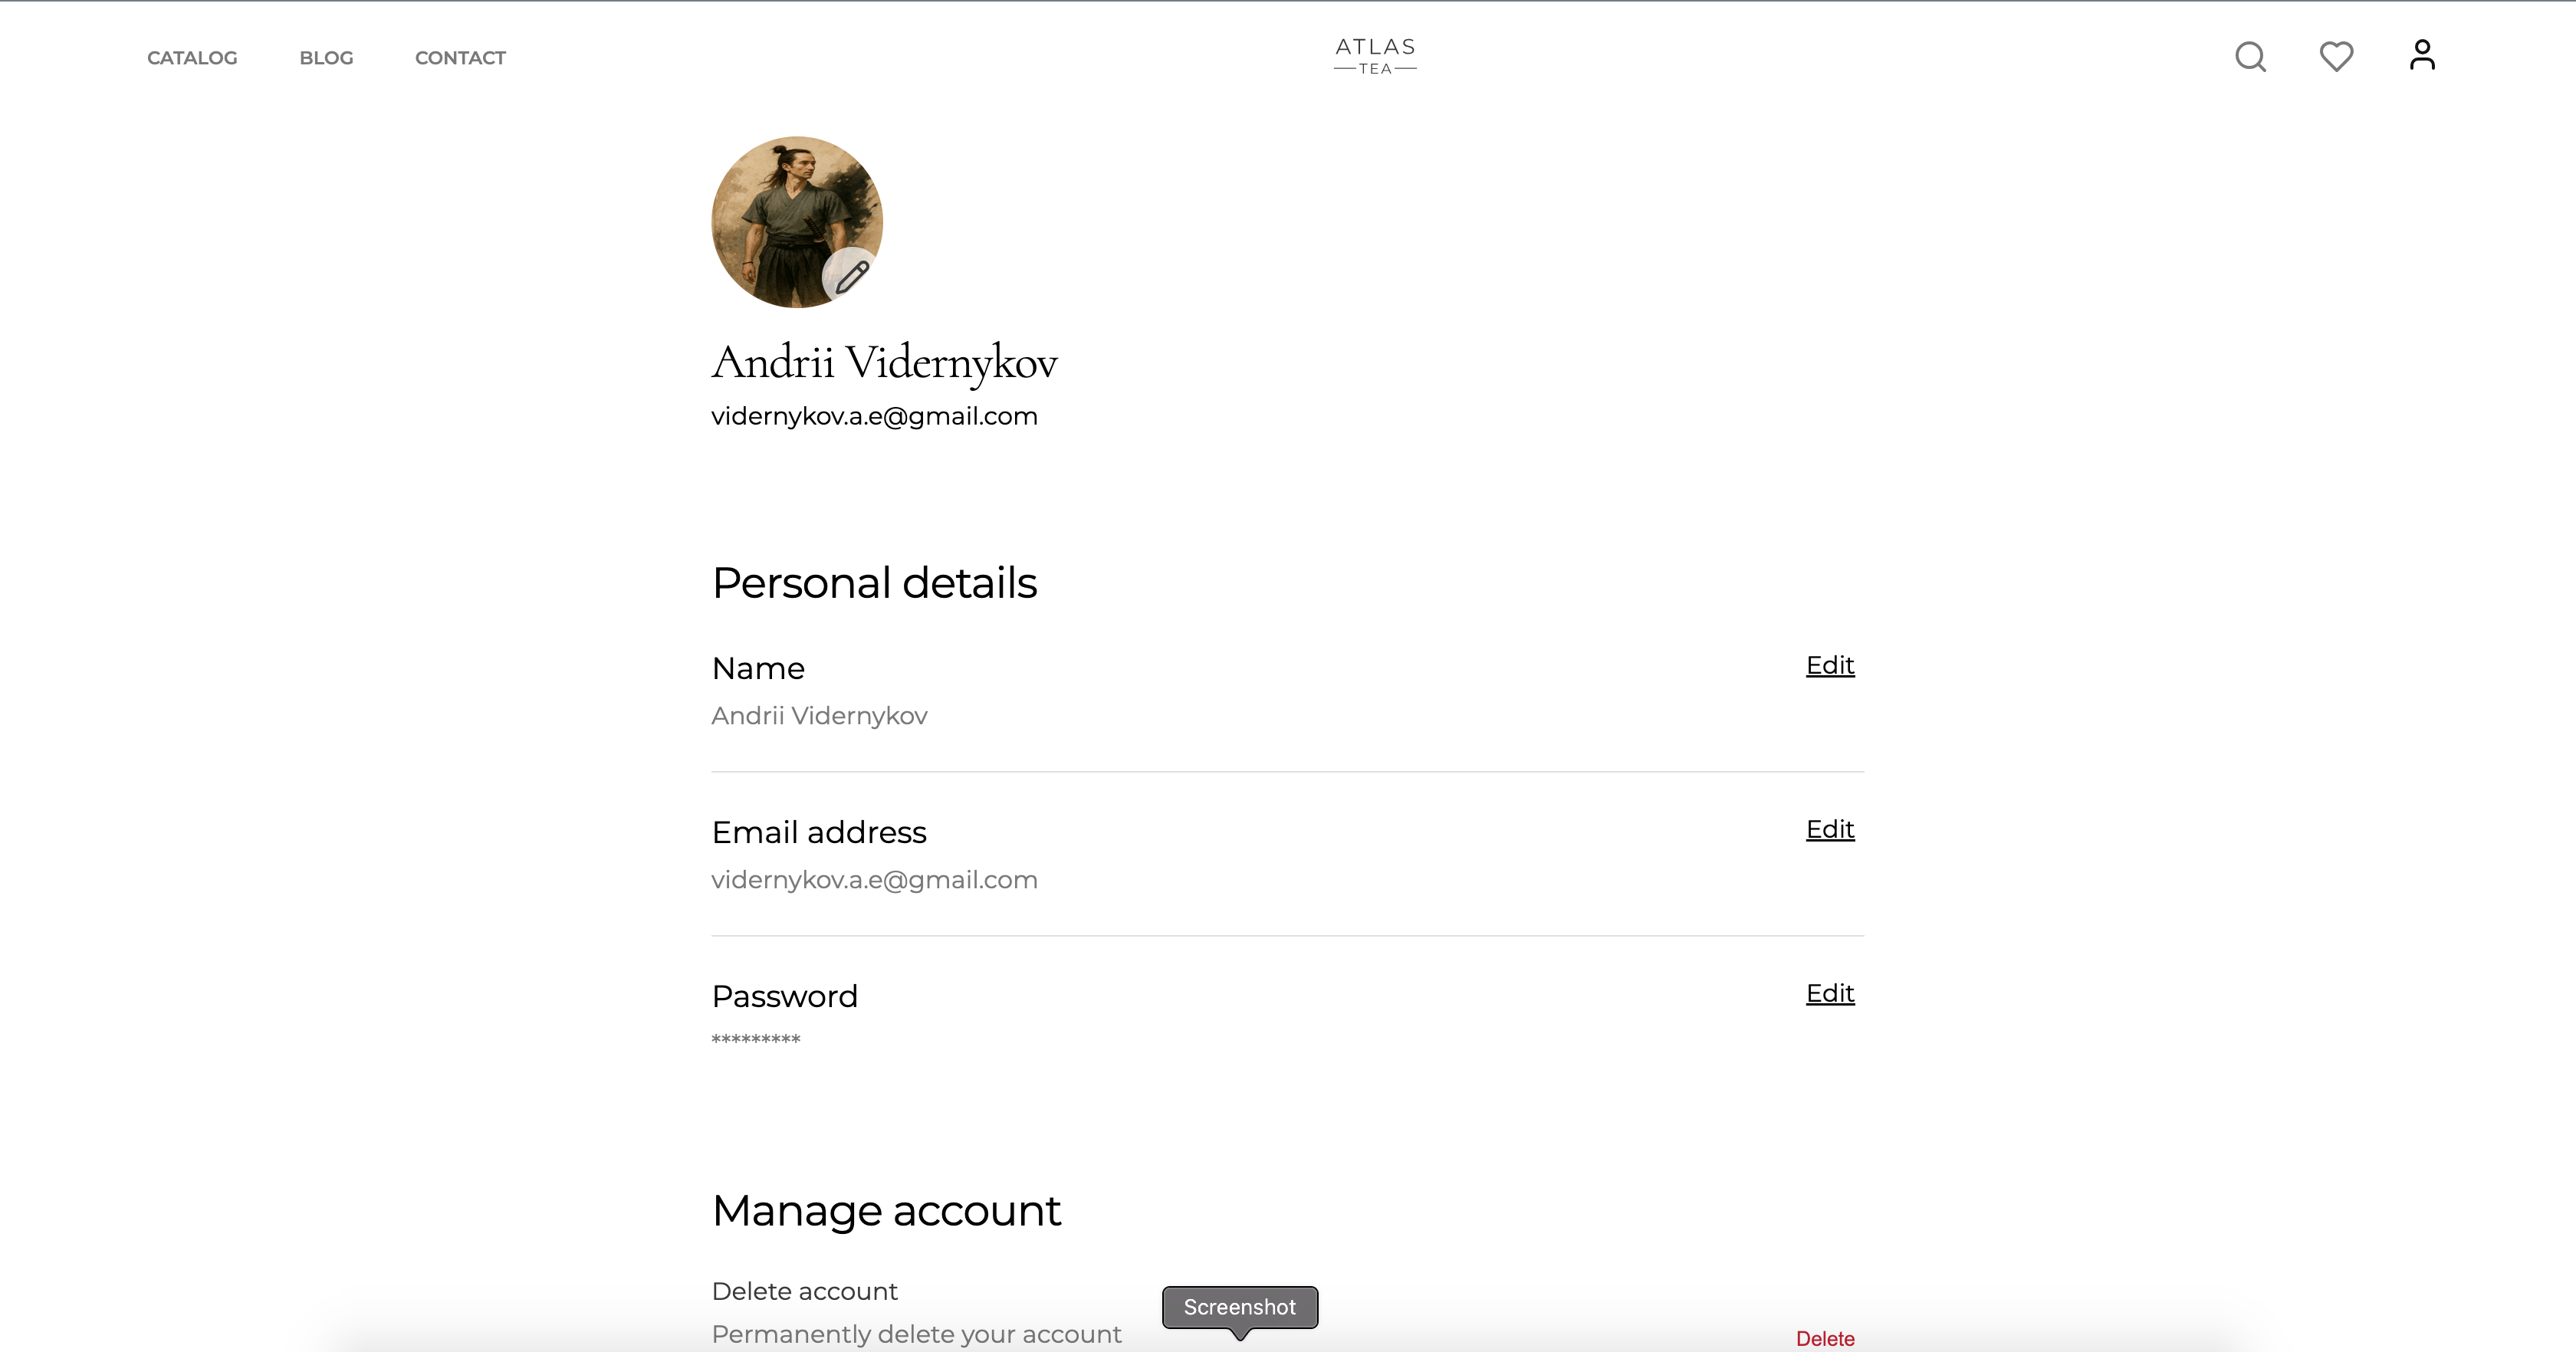 CATALOG BLOG CONTACT
ATLAS
TEA
Andrii Vidernykov
vidernykov.a.e@gmail.com
Personal details
Name Edit
Andrii Vidernykov
Email address Edit
vidernykov.a.e@gmail.com
Password Edit
*********
Manage account
Delete account
Screenshot
Permanently delete your account Delete